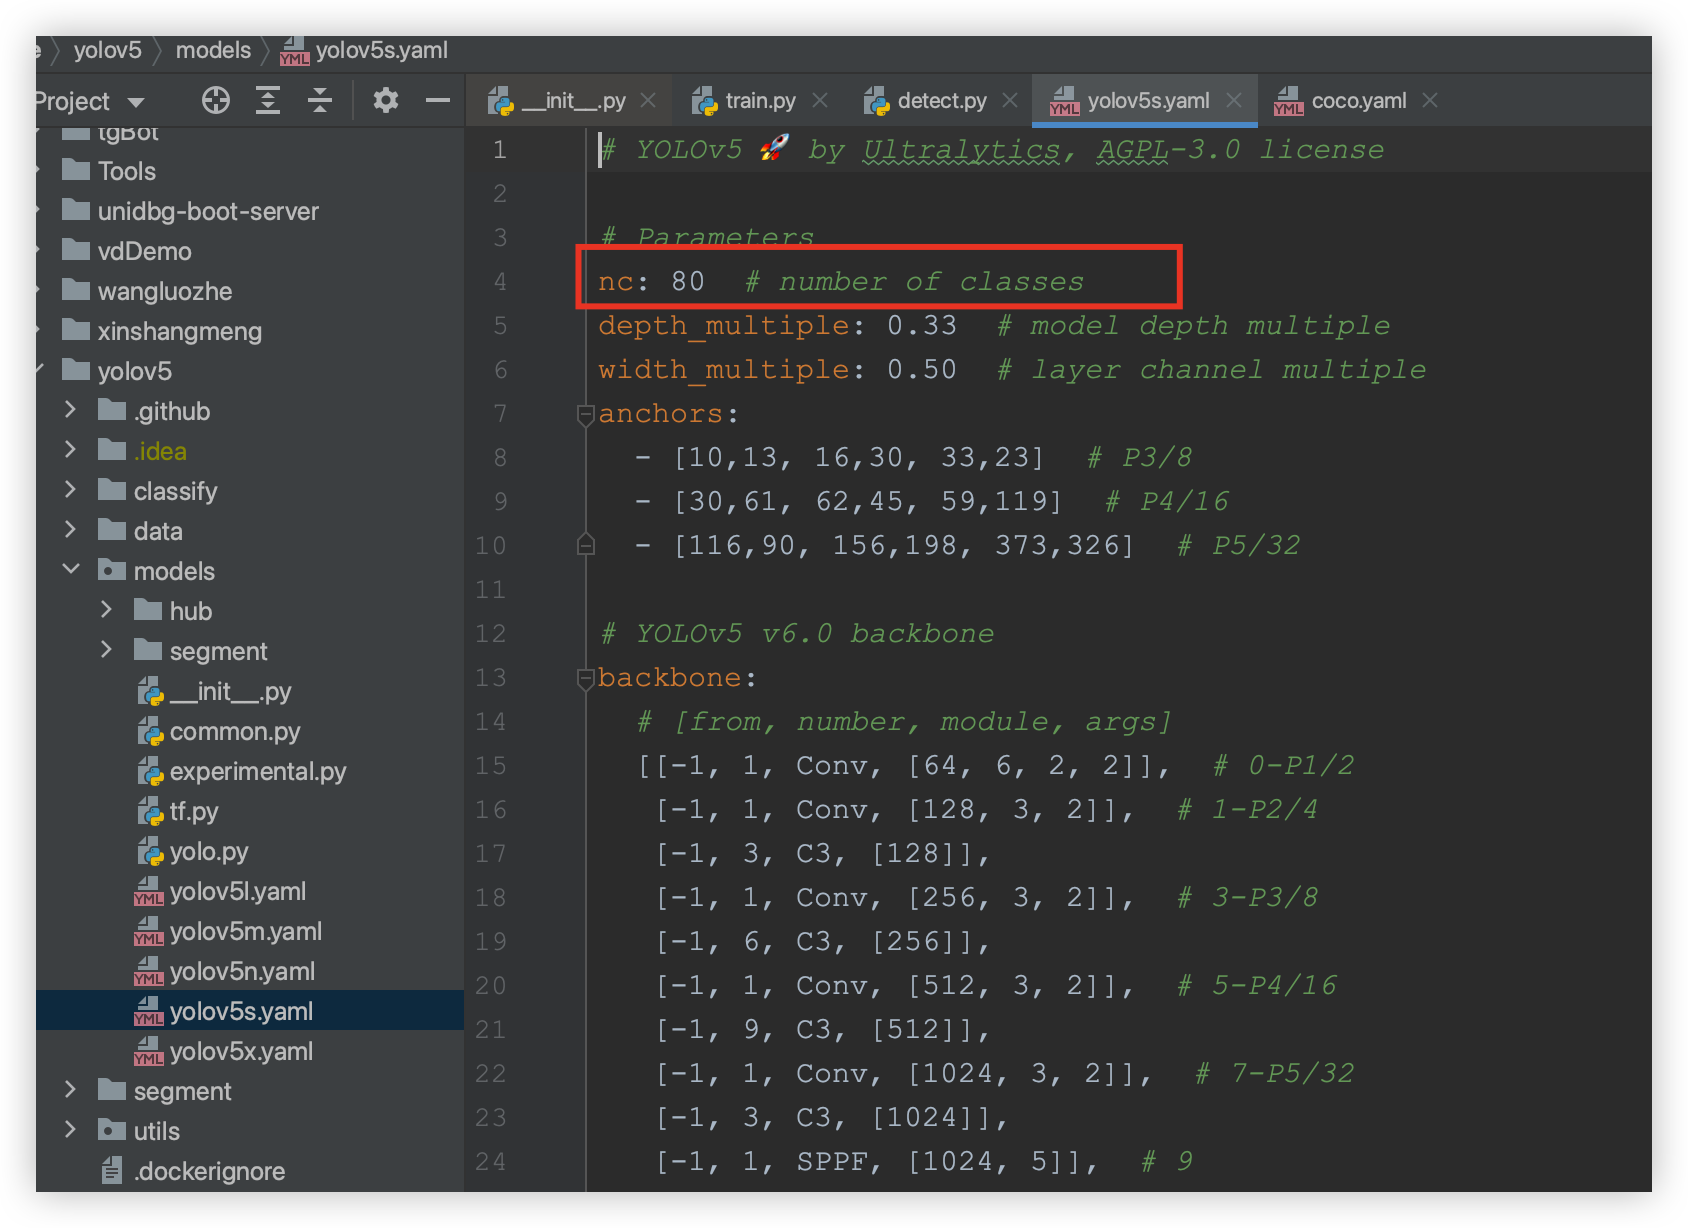 yolov5 models yolov5s.yaml
Project
__init__.py train.py detect.py yolov5s.yaml coco.yaml
tgBot
Tools
unidbg-boot-server
vdDemo
wangluozhe
xinshangmeng
yolov5
.github
.idea
classify
data
models
hub
segment
__init__.py
common.py
experimental.py
tf.py
yolo.py
YML yolov5l.yaml
YML yolov5m.yaml
YML yolov5n.yaml
YML yolov5s.yaml
YML yolov5x.yaml
segment
utils
.dockerignore
1 # YOLOv5 🚀 by Ultralytics, AGPL-3.0 license
2
3 # Parameters
4 nc: 80  # number of classes
5 depth_multiple: 0.33  # model depth multiple
6 width_multiple: 0.50  # layer channel multiple
7 anchors:
8   - [10,13, 16,30, 33,23]  # P3/8
9   - [30,61, 62,45, 59,119]  # P4/16
10   - [116,90, 156,198, 373,326]  # P5/32
11
12 # YOLOv5 v6.0 backbone
13 backbone:
14   # [from, number, module, args]
15   [[-1, 1, Conv, [64, 6, 2, 2]],  # 0-P1/2
16    [-1, 1, Conv, [128, 3, 2]],  # 1-P2/4
17    [-1, 3, C3, [128]],
18    [-1, 1, Conv, [256, 3, 2]],  # 3-P3/8
19    [-1, 6, C3, [256]],
20    [-1, 1, Conv, [512, 3, 2]],  # 5-P4/16
21    [-1, 9, C3, [512]],
22    [-1, 1, Conv, [1024, 3, 2]],  # 7-P5/32
23    [-1, 3, C3, [1024]],
24    [-1, 1, SPPF, [1024, 5]],  # 9